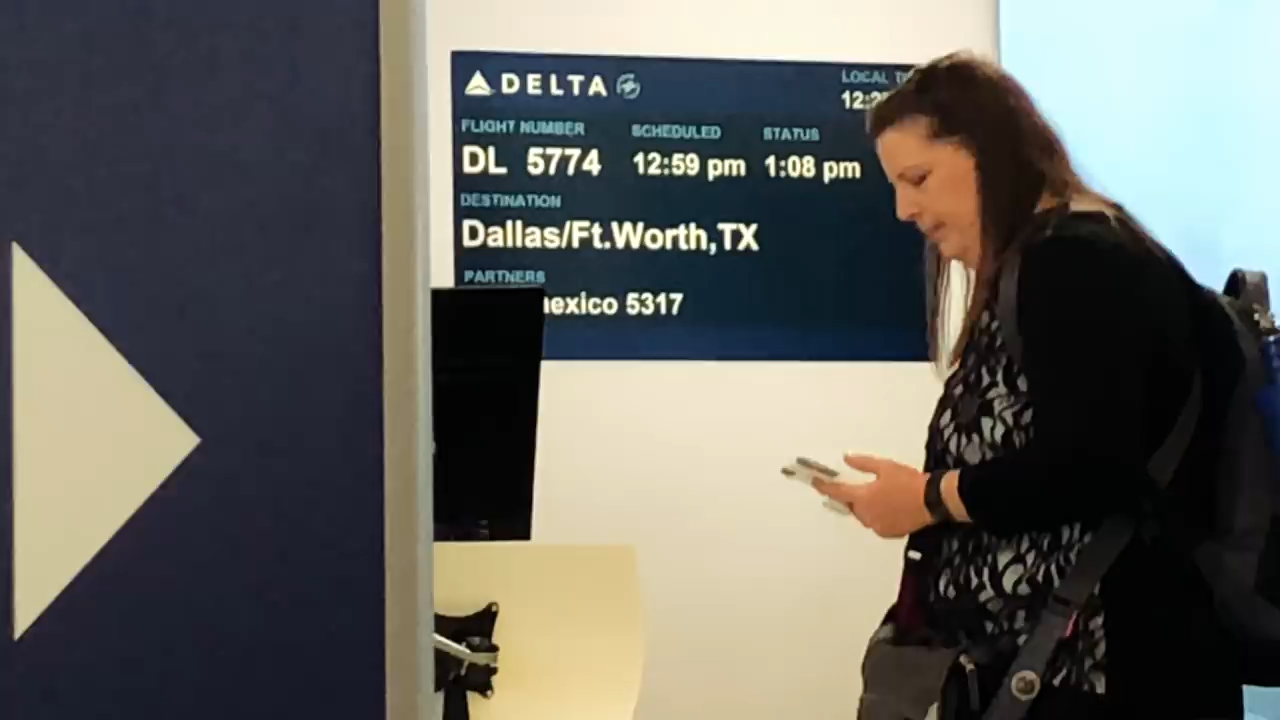 DELTA
LOCAL
FLIGHT NUMBER SCHEDULED STATUS
DL 5774 12:59 pm 1:08 pm
DESTINATION
Dallas/Ft.Worth,TX
PARTNERS
5317